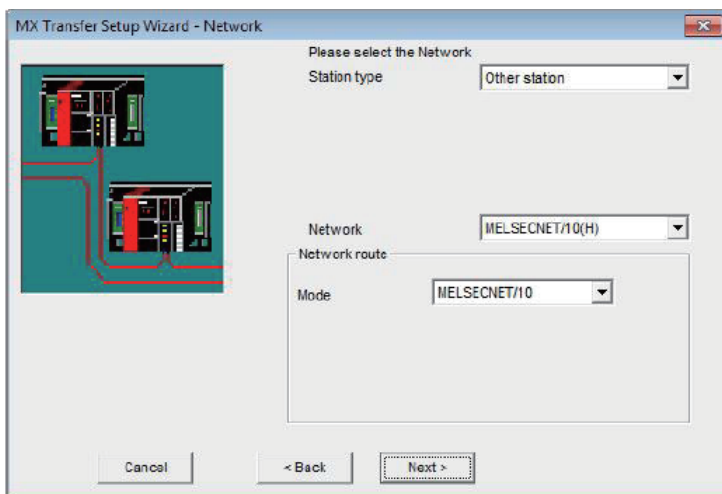 MX Transfer Setup Wizard - Network
Please select the Network
Station type
Other station
Network
MELSECNET/10(H)
Network route
Mode
MELSECNET/10
Cancel
< Back
Next >